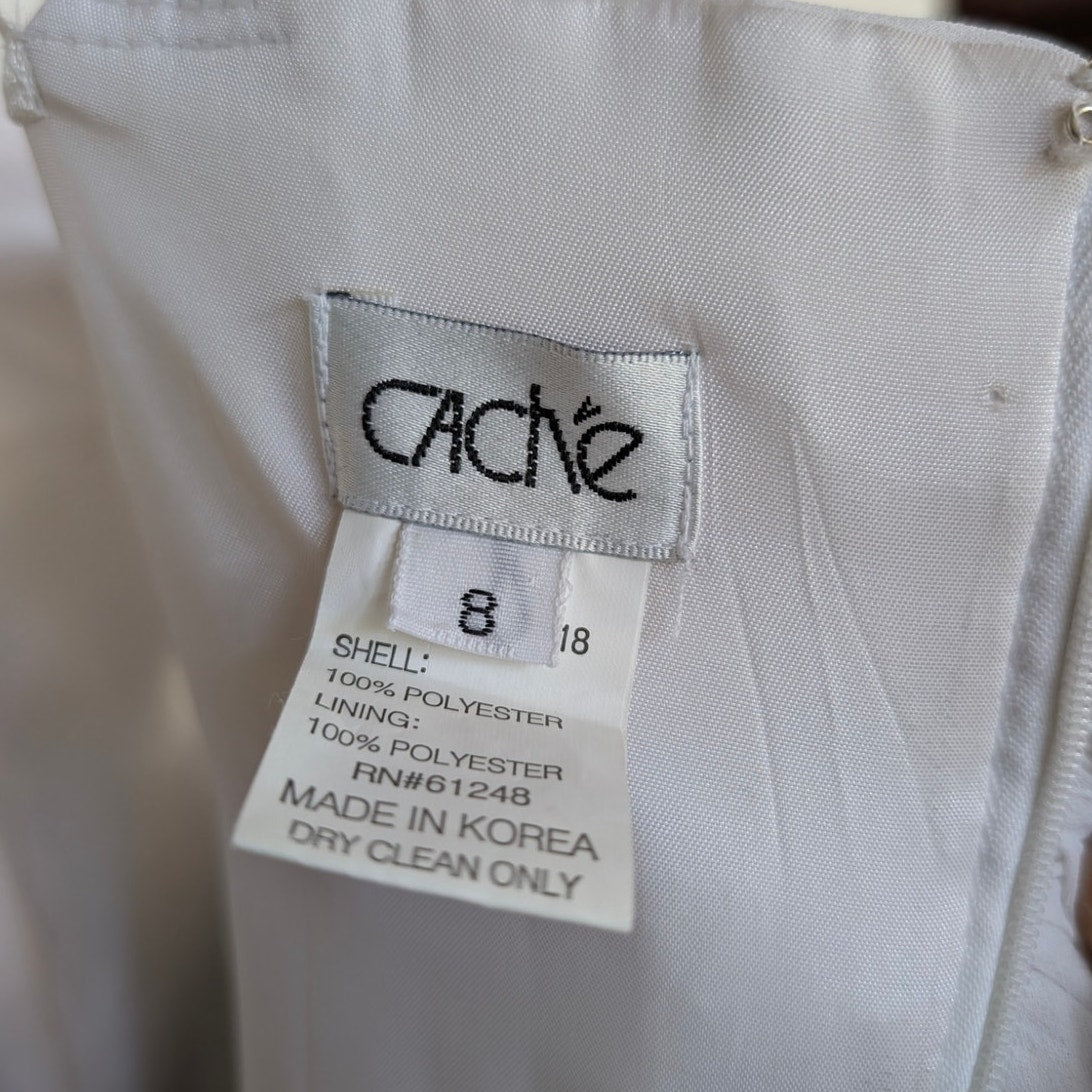 CAChé
8
18
SHELL:
100% POLYESTER
LINING:
100% POLYESTER
RN#61248
MADE IN KOREA
DRY CLEAN ONLY